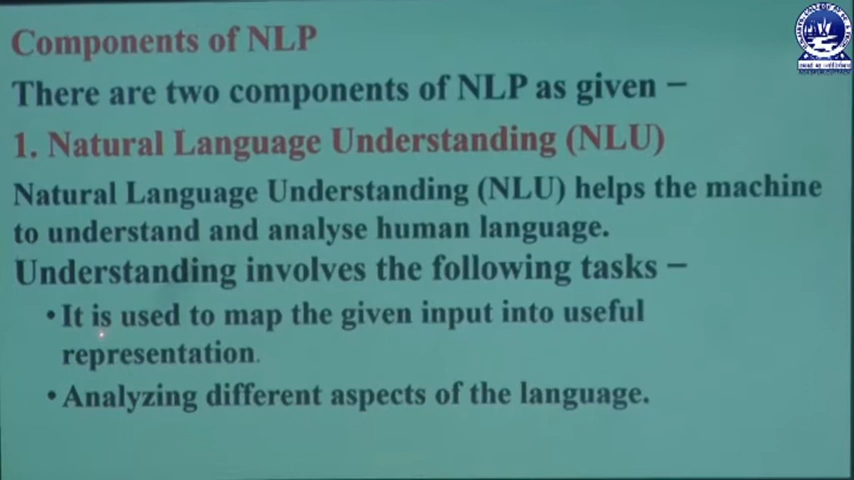 Components of NLP
There are two components of NLP as given –
1. Natural Language Understanding (NLU)
Natural Language Understanding (NLU) helps the machine
to understand and analyse human language.
Understanding involves the following tasks –
•It is used to map the given input into useful
representation.
•Analyzing different aspects of the language.